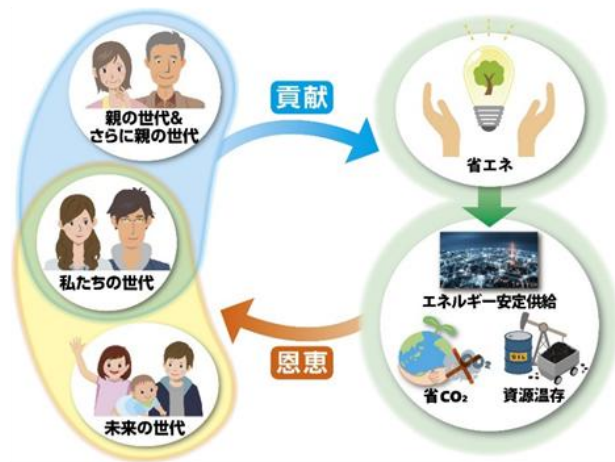 親の世代&
さらに親の世代
貢献
省エネ
私たちの世代
エネルギー安定供給
恩恵
省CO₂
資源温存
未来の世代